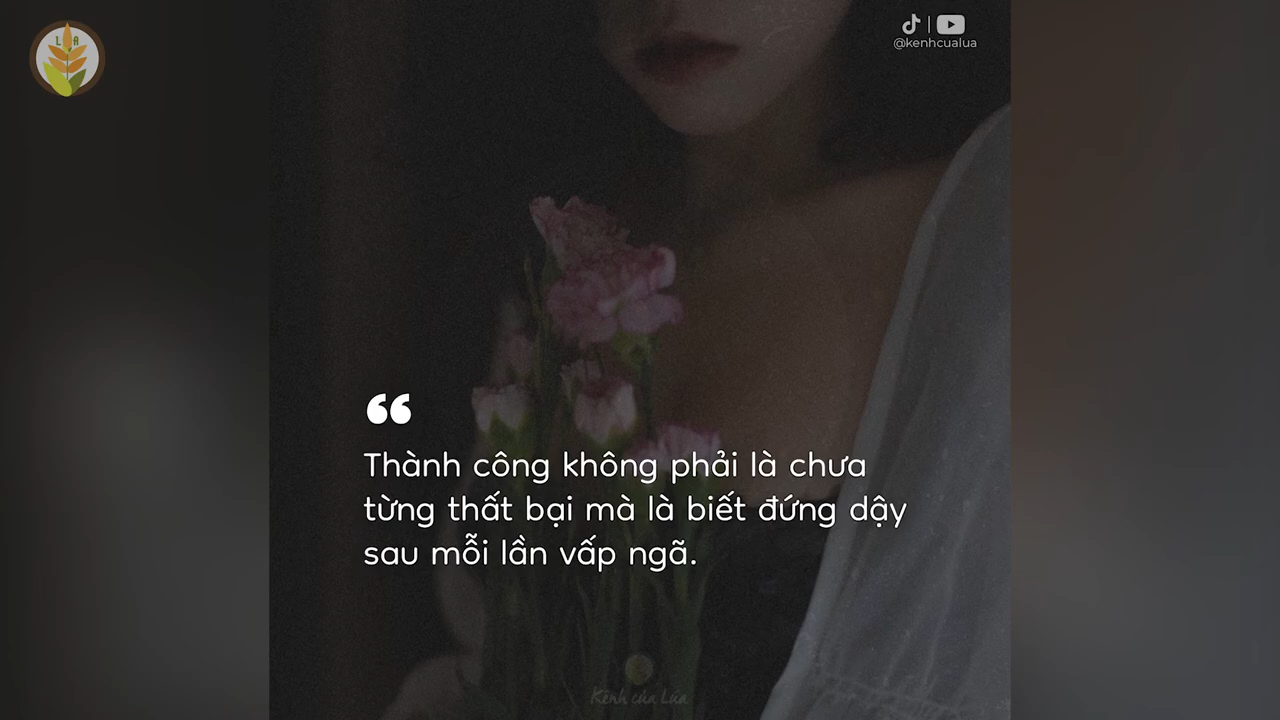 L A
@kenhcualua
“
Thành công không phải là chưa
từng thất bại mà là biết đứng dậy
sau mỗi lần vấp ngã.
Kênh của Lúa